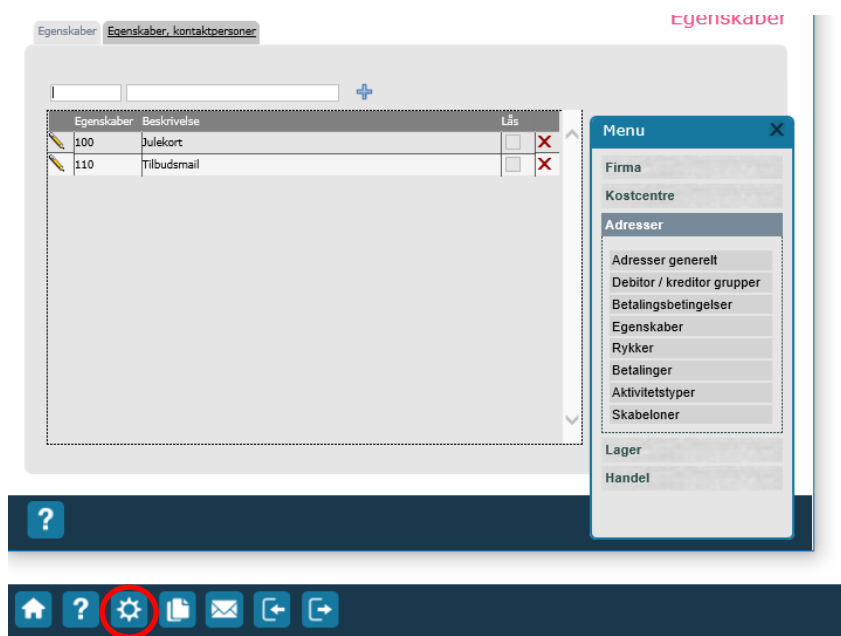 Egenskaber
Egenskaber Egenskaber, kontaktpersoner
Egenskaber Beskrivelse Lås
100 Julekort
110 Tilbudsmail
Menu X
Firma
Kostcentre
Adresser
Adresser generelt
Debitor / kreditor grupper
Betalingsbetingelser
Egenskaber
Rykker
Betalinger
Aktivitetstyper
Skabeloner
Lager
Handel
?
?